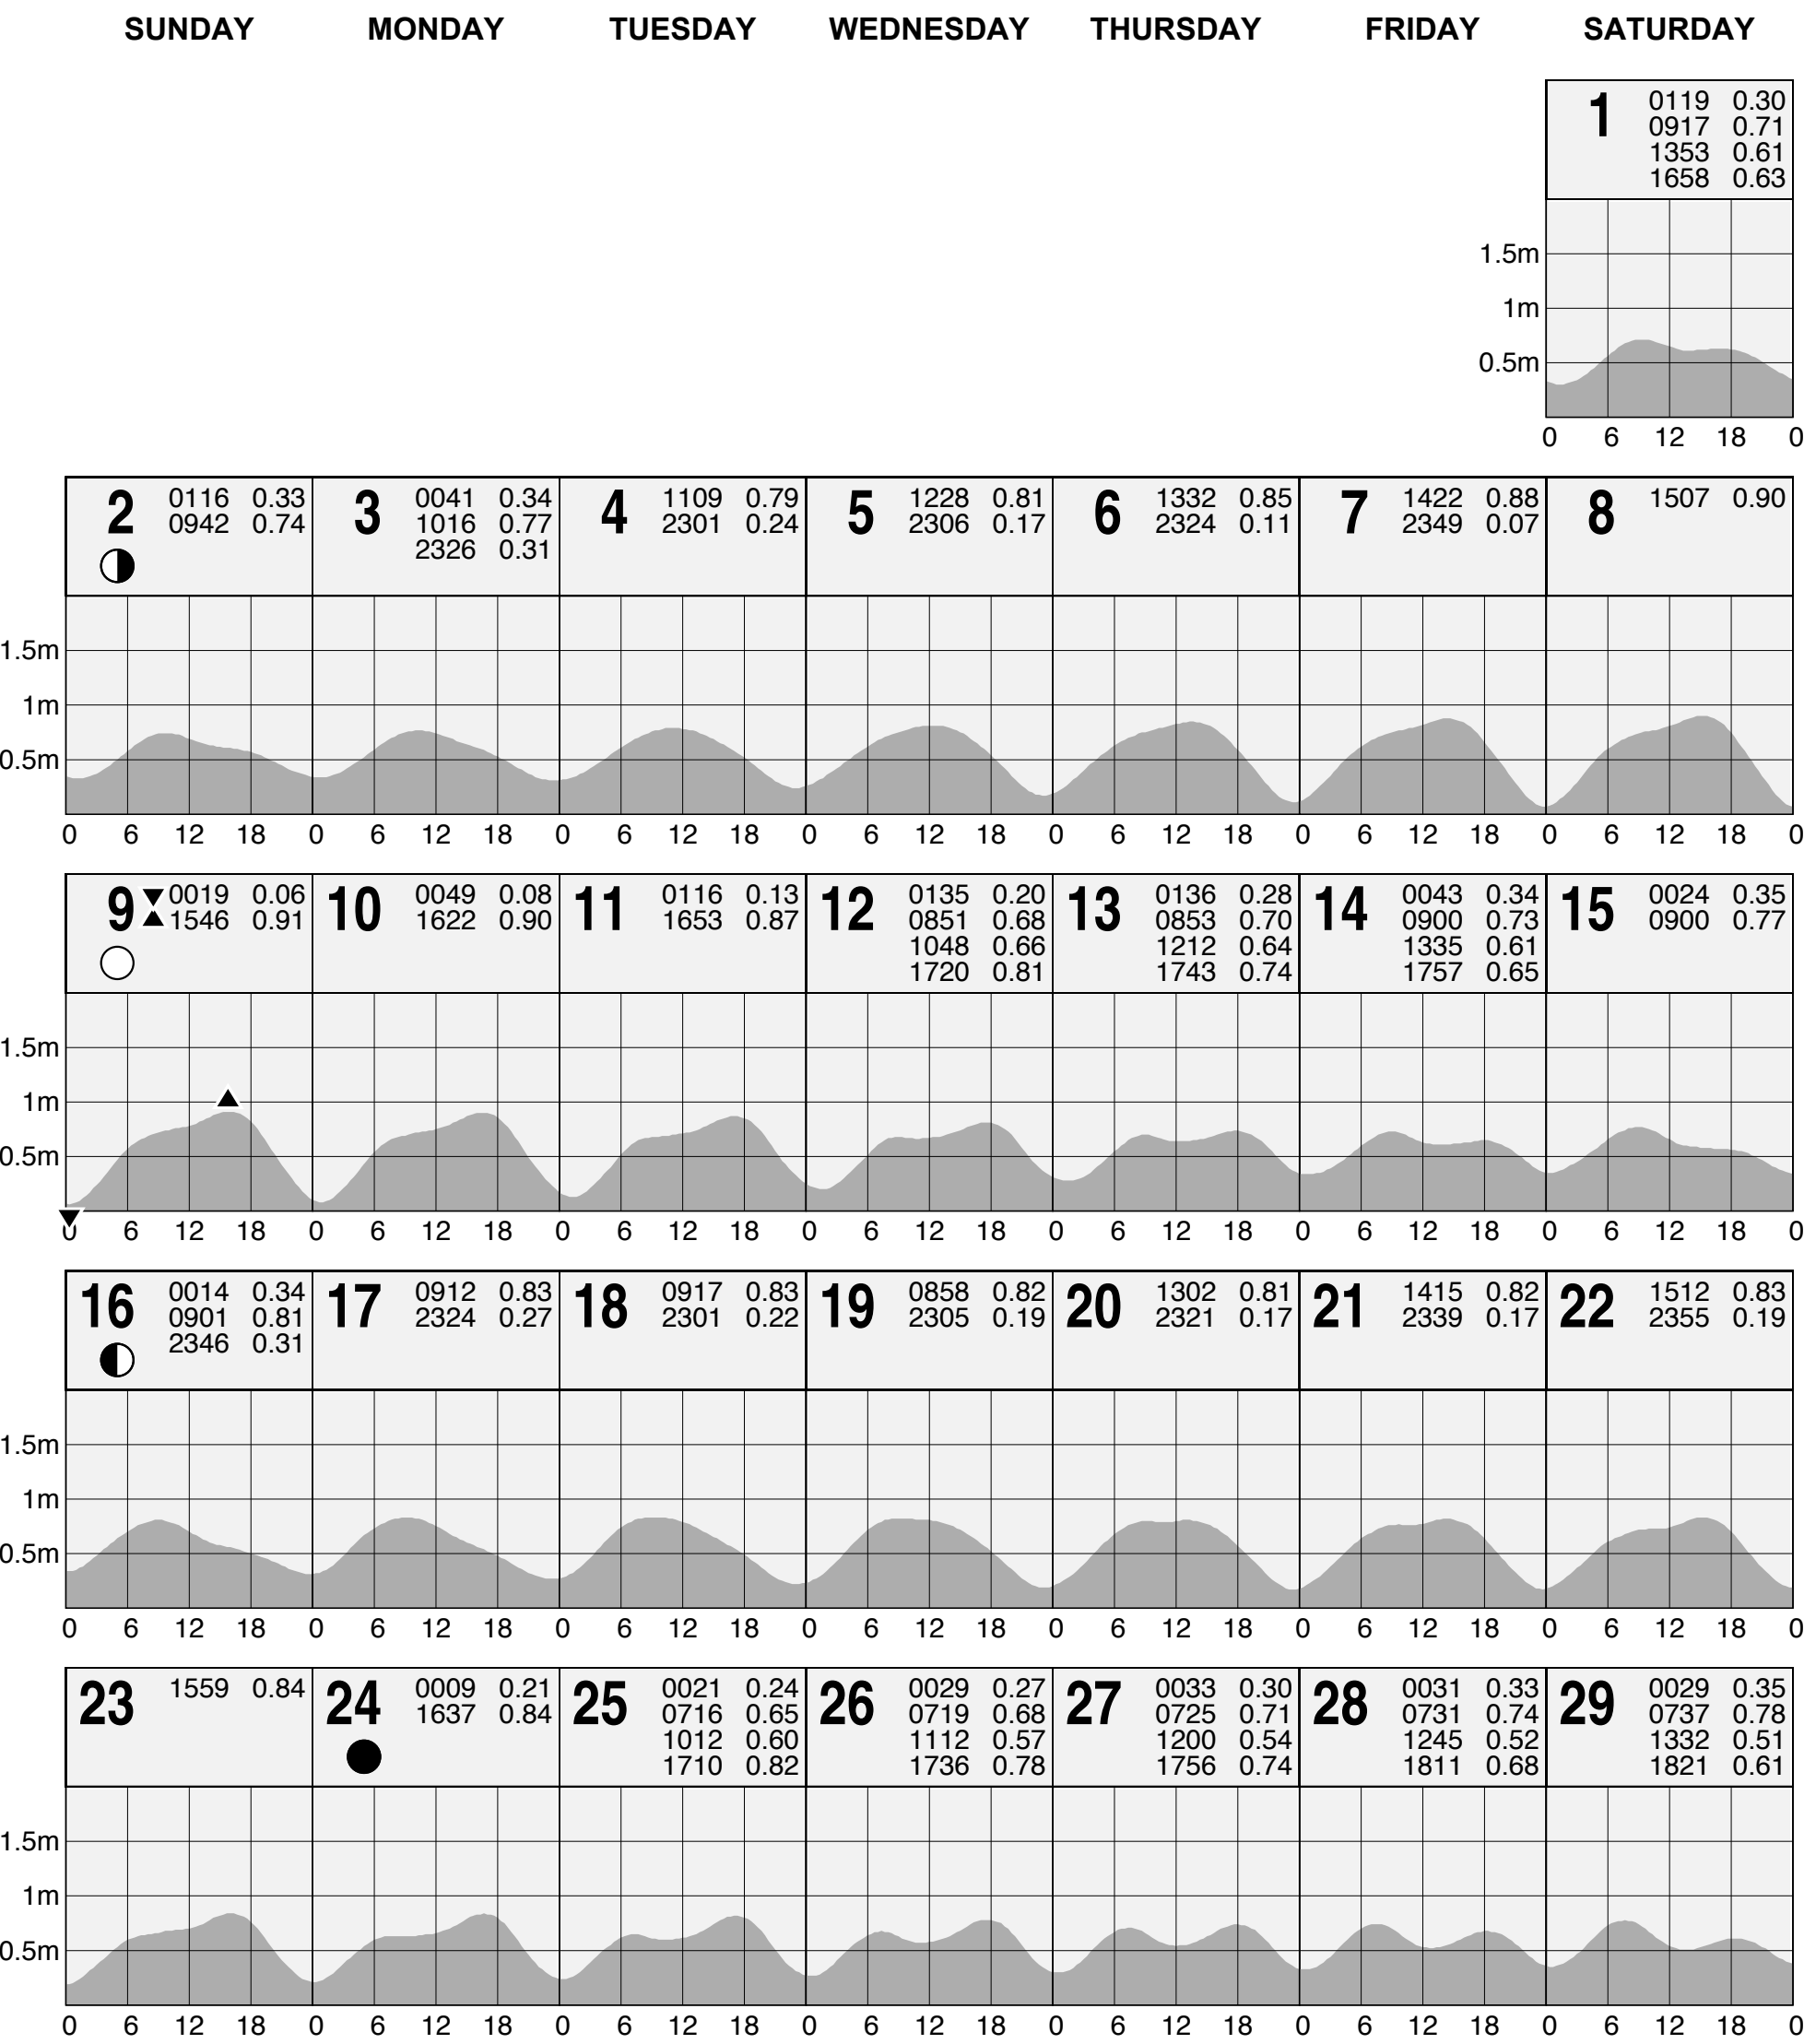 SUNDAY MONDAY TUESDAY WEDNESDAY THURSDAY FRIDAY SATURDAY
1 0119 0.30
0917 0.71
1353 0.61
1658 0.63
1.5m
1m
0.5m
0 6 12 18 0
2 0116 0.33
0942 0.74
3 0041 0.34
1016 0.77
2326 0.31
4 1109 0.79
2301 0.24
5 1228 0.81
2306 0.17
6 1332 0.85
2324 0.11
7 1422 0.88
2349 0.07
8 1507 0.90
1.5m
1m
0.5m
0 6 12 18 0 6 12 18 0 6 12 18 0 6 12 18 0 6 12 18 0 6 12 18 0 6 12 18 0
9 0019 0.06
1546 0.91
10 0049 0.08
1622 0.90
11 0116 0.13
1653 0.87
12 0135 0.20
0851 0.68
1048 0.66
1720 0.81
13 0136 0.28
0853 0.70
1212 0.64
1743 0.74
14 0043 0.34
0900 0.73
1335 0.61
1757 0.65
15 0024 0.35
0900 0.77
1.5m
1m
0.5m
0 6 12 18 0 6 12 18 0 6 12 18 0 6 12 18 0 6 12 18 0 6 12 18 0 6 12 18 0
16 0014 0.34
0901 0.81
2346 0.31
17 0912 0.83
2324 0.27
18 0917 0.83
2301 0.22
19 0858 0.82
2305 0.19
20 1302 0.81
2321 0.17
21 1415 0.82
2339 0.17
22 1512 0.83
2355 0.19
1.5m
1m
0.5m
0 6 12 18 0 6 12 18 0 6 12 18 0 6 12 18 0 6 12 18 0 6 12 18 0 6 12 18 0
23 1559 0.84
24 0009 0.21
1637 0.84
25 0021 0.24
0716 0.65
1012 0.60
1710 0.82
26 0029 0.27
0719 0.68
1112 0.57
1736 0.78
27 0033 0.30
0725 0.71
1200 0.54
1756 0.74
28 0031 0.33
0731 0.74
1245 0.52
1811 0.68
29 0029 0.35
0737 0.78
1332 0.51
1821 0.61
1.5m
1m
0.5m
0 6 12 18 0 6 12 18 0 6 12 18 0 6 12 18 0 6 12 18 0 6 12 18 0 6 12 18 0